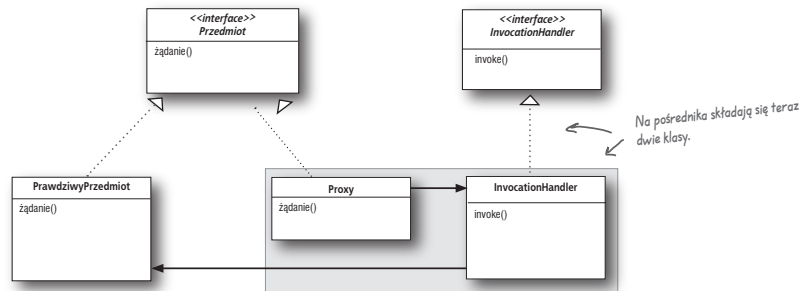 <<interface>>
Przedmiot
żądanie()
<<interface>>
InvocationHandler
invoke()
Na pośrednika składają się teraz
dwie klasy.
PrawdziwyPrzedmiot
żądanie()
Proxy
żądanie()
InvocationHandler
invoke()